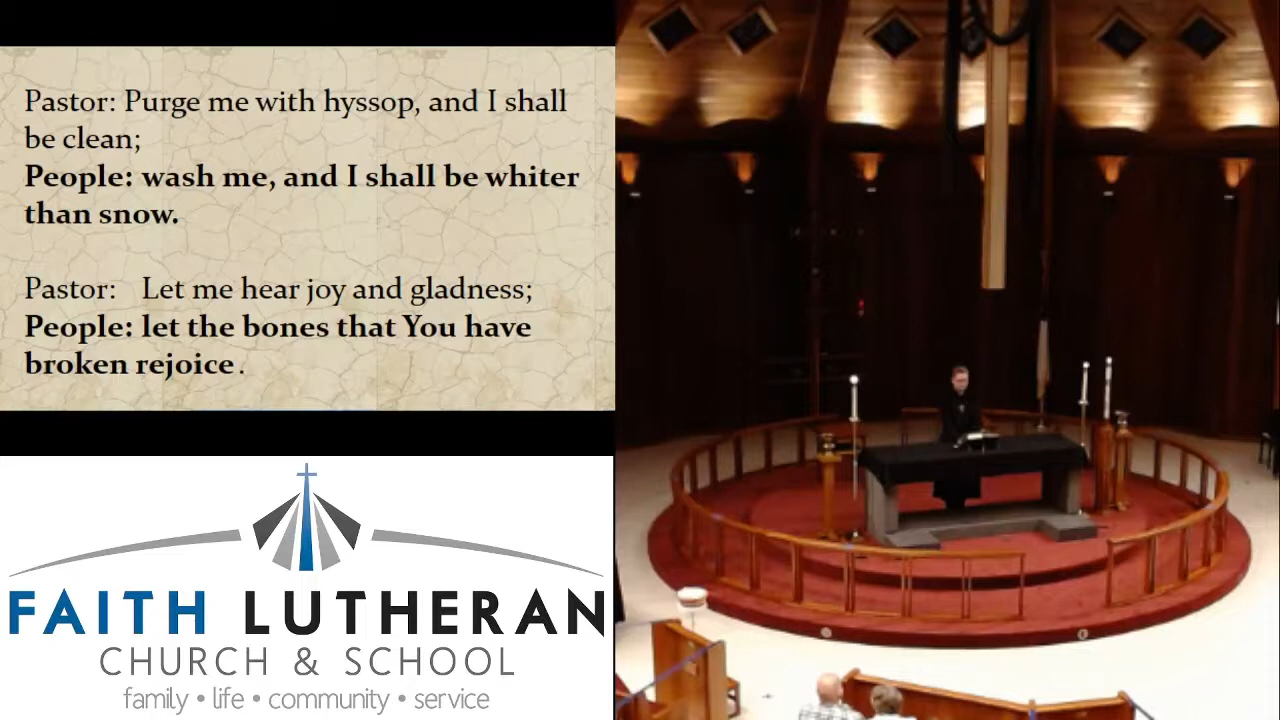 Pastor: Purge me with hyssop, and I shall
be clean;
People: wash me, and I shall be whiter
than snow.
Pastor: Let me hear joy and gladness;
People: let the bones that You have
broken rejoice.
FAITH LUTHERAN
CHURCH & SCHOOL
family • life • community • service